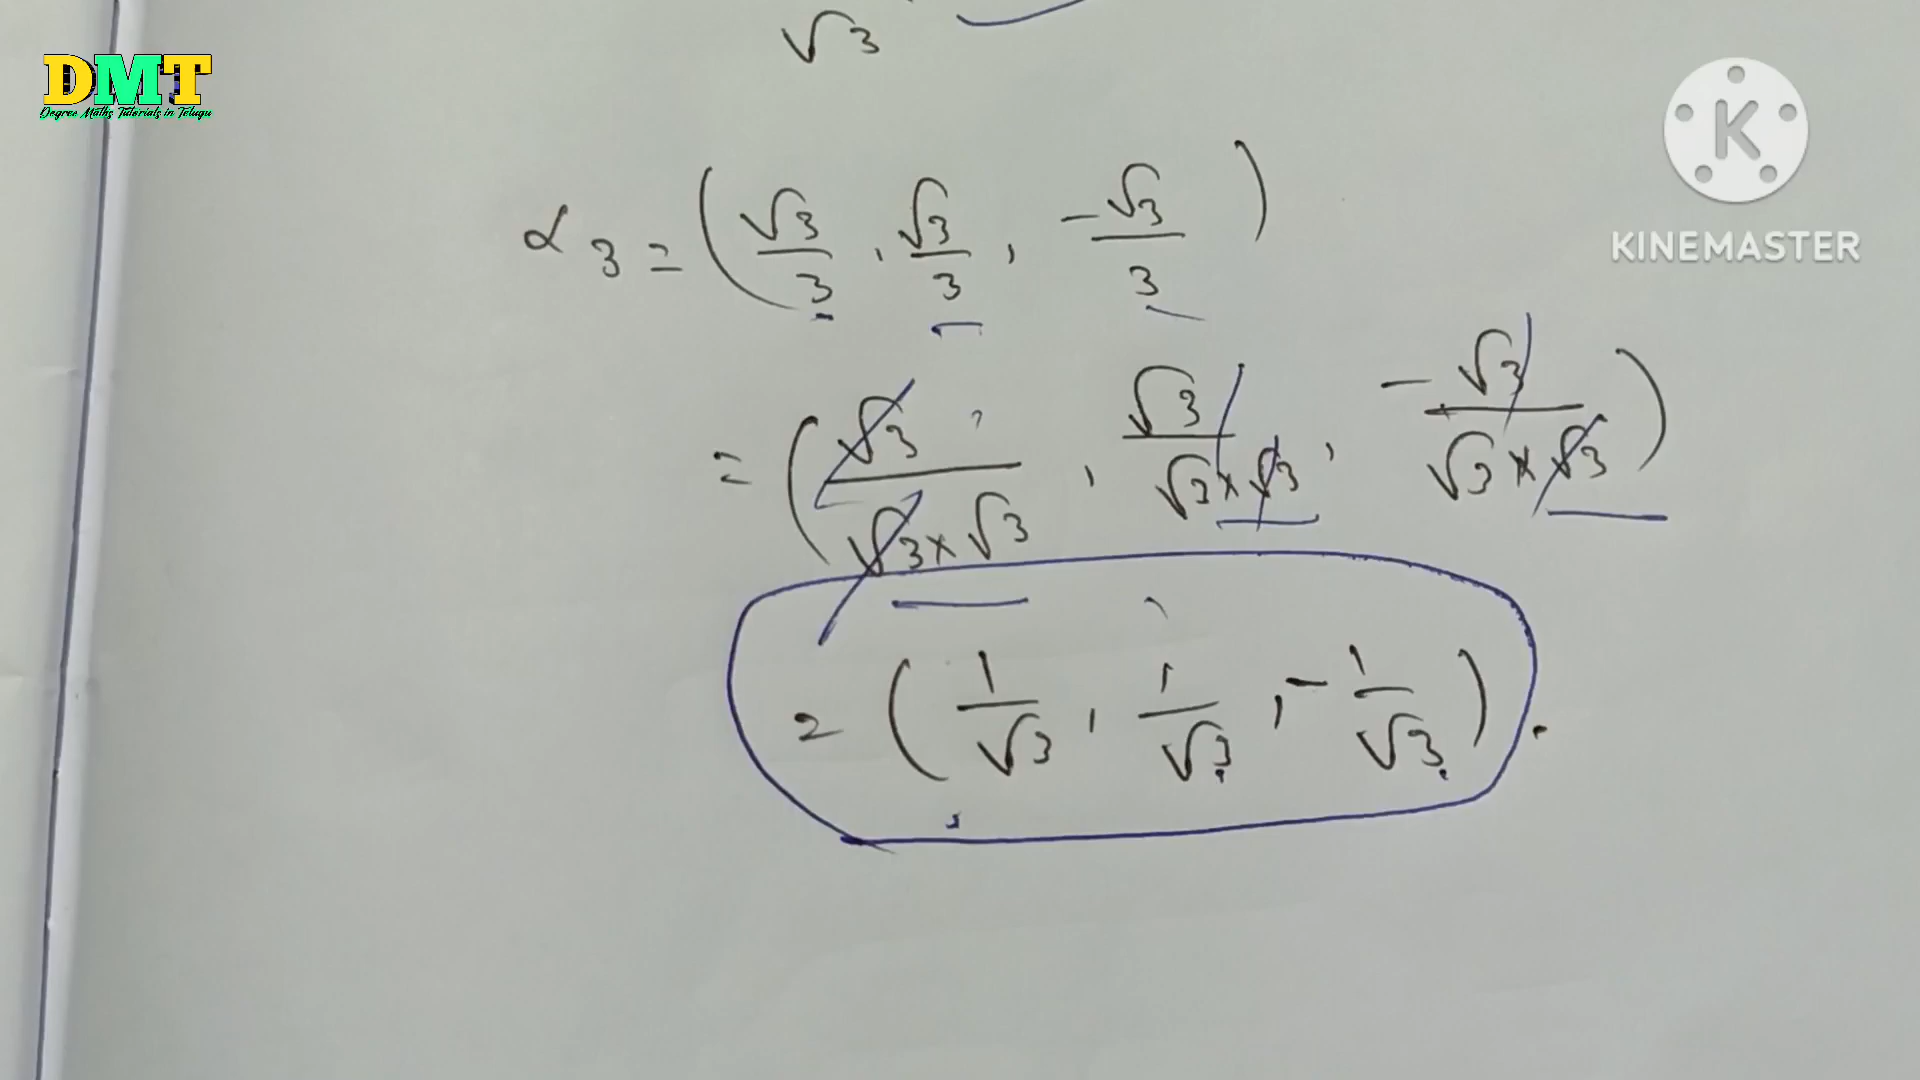 √3
DMT
Degree Maths Tutorials in Telugu
KINEMASTER
α3 = (√3/3, √3/3, -√3/3)
= (√3/√3×√3, √3/√3×√3, -√3/√3×√3)
= (1/√3, 1/√3, -1/√3).